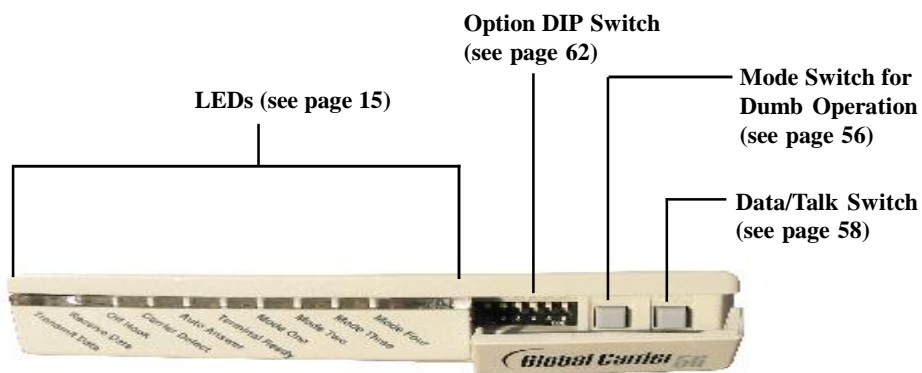 Option DIP Switch
(see page 62)
Mode Switch for
Dumb Operation
(see page 56)
LEDs (see page 15)
Data/Talk Switch
(see page 58)
Transmit Data
Receive Data
Off Hook
Carrier Detect
Auto Answer
Terminal Ready
Mode One
Mode Two
Mode Three
Mode Four
Global Carrier 56